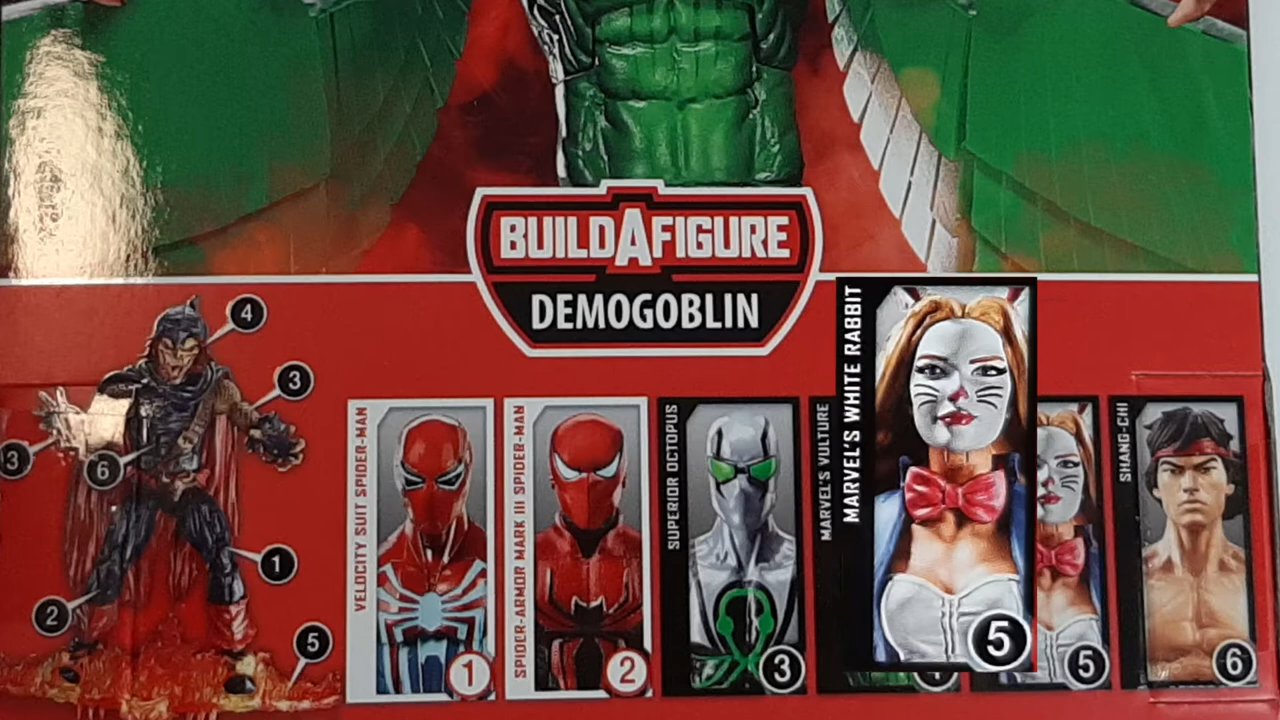 BUILDAFIGURE
DEMOGOBLIN
4
3
3
6
1
2
5
VELOCITY SUIT SPIDER-MAN
1
SPIDER-ARMOR MARK III SPIDER-MAN
2
SUPERIOR OCTOPUS
3
MARVEL'S VULTURE
4
MARVEL'S WHITE RABBIT
5
5
SHANG-CHI
6